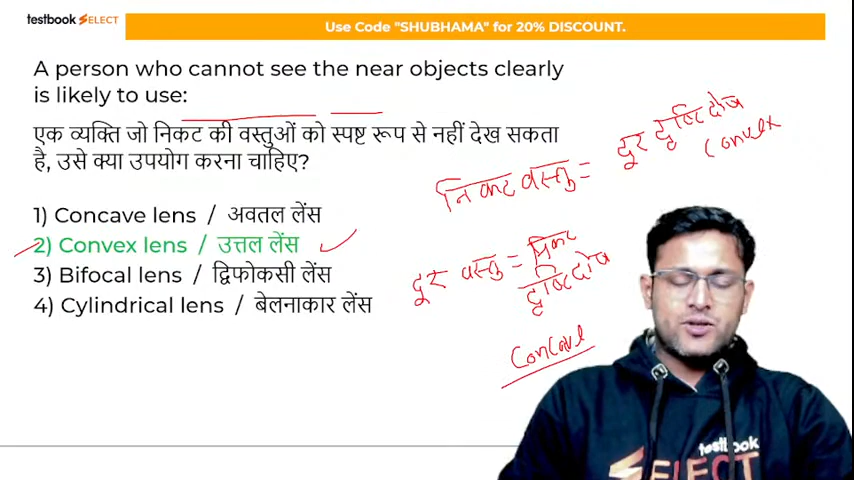 testbook SELECT
Use Code "SHUBHAMA" for 20% DISCOUNT.
A person who cannot see the near objects clearly
is likely to use:
एक व्यक्ति जो निकट की वस्तुओं को स्पष्ट रूप से नहीं देख सकता
है, उसे क्या उपयोग करना चाहिए?
1) Concave lens / अवतल लेंस
2) Convex lens / उत्तल लेंस
3) Bifocal lens / द्विफोकसी लेंस
4) Cylindrical lens / बेलनाकार लेंस
निकट वस्तु = दूर दृष्टि दोष
Convex
दूर वस्तु = निकट
दृष्टि दोष
Concave
testbook
SELECT